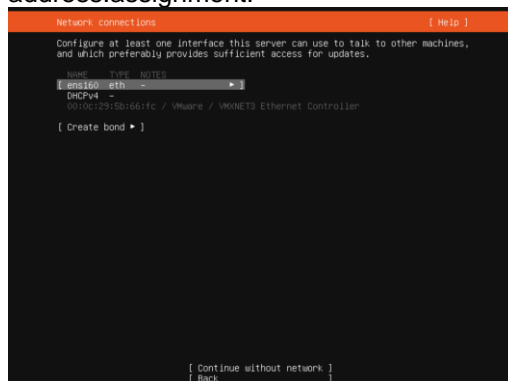 address.assignment.
Network connections [ Help ]
Configure at least one interface this server can use to talk to other machines,
and which preferably provides sufficient access for updates.
NAME TYPE NOTES
[ ens160 eth - ▸ ]
DHCPv4 -
00:0c:29:5b:66:fc / VMware / VMXNET3 Ethernet Controller
[ Create bond ▸ ]
[ Continue without network ]
[ Back ]